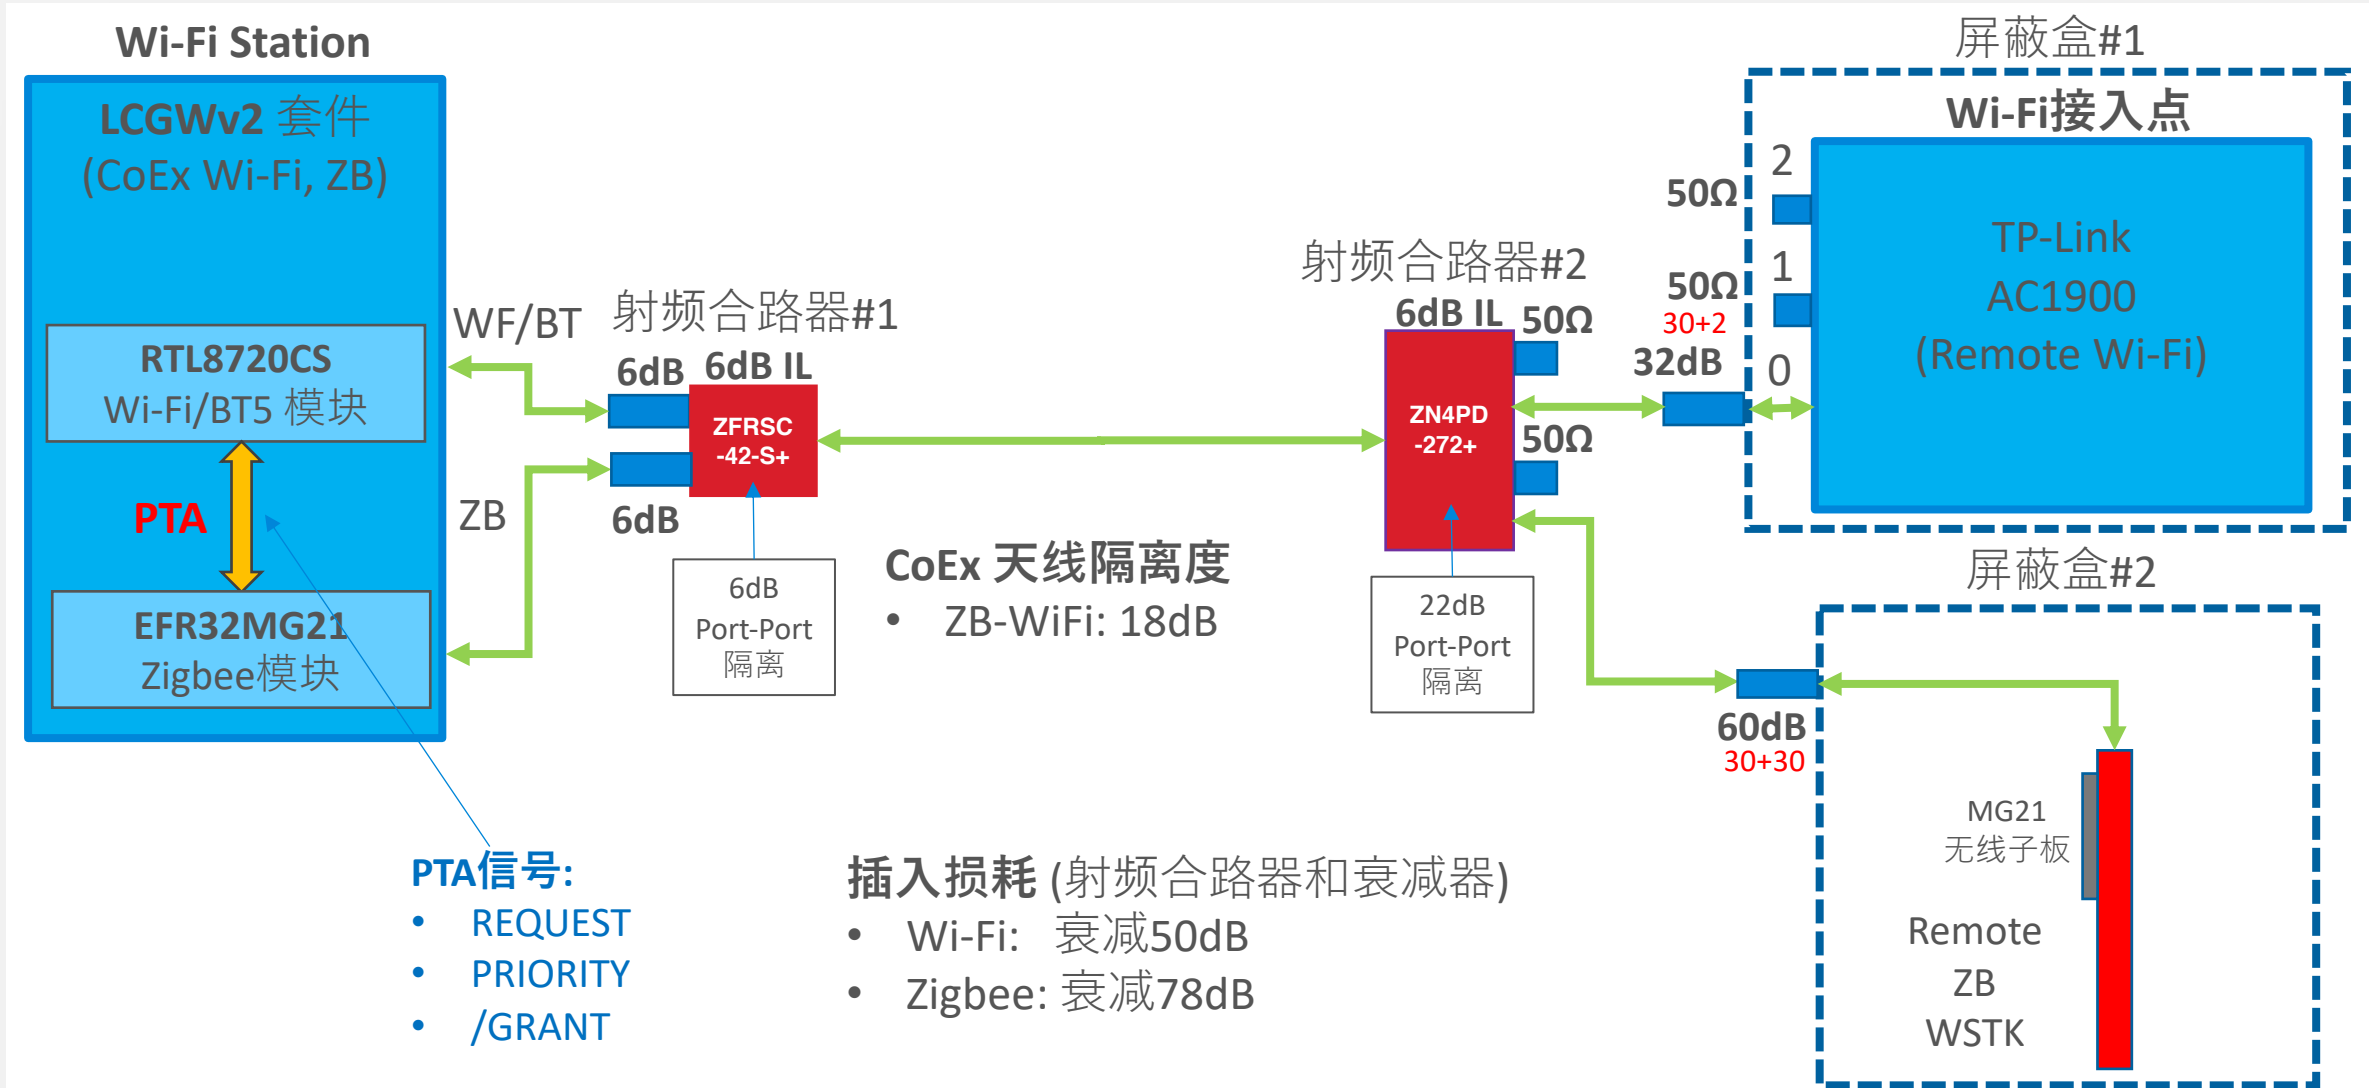 Wi-Fi Station
LCGWv2 套件
(CoEx Wi-Fi, ZB)
RTL8720CS
Wi-Fi/BT5 模块
PTA
EFR32MG21
Zigbee模块
WF/BT
ZB
射频合路器#1
6dB
6dB IL
ZFRSC
-42-S+
6dB
6dB
Port-Port
隔离
CoEx 天线隔离度
• ZB-WiFi: 18dB
射频合路器#2
6dB IL
50Ω
ZN4PD
-272+
50Ω
22dB
Port-Port
隔离
屏蔽盒#1
Wi-Fi接入点
50Ω
2
50Ω
1
30+2
32dB
0
TP-Link
AC1900
(Remote Wi-Fi)
屏蔽盒#2
60dB
30+30
MG21
无线子板
Remote
ZB
WSTK
PTA信号:
• REQUEST
• PRIORITY
• /GRANT
插入损耗 (射频合路器和衰减器)
• Wi-Fi: 衰减50dB
• Zigbee: 衰减78dB